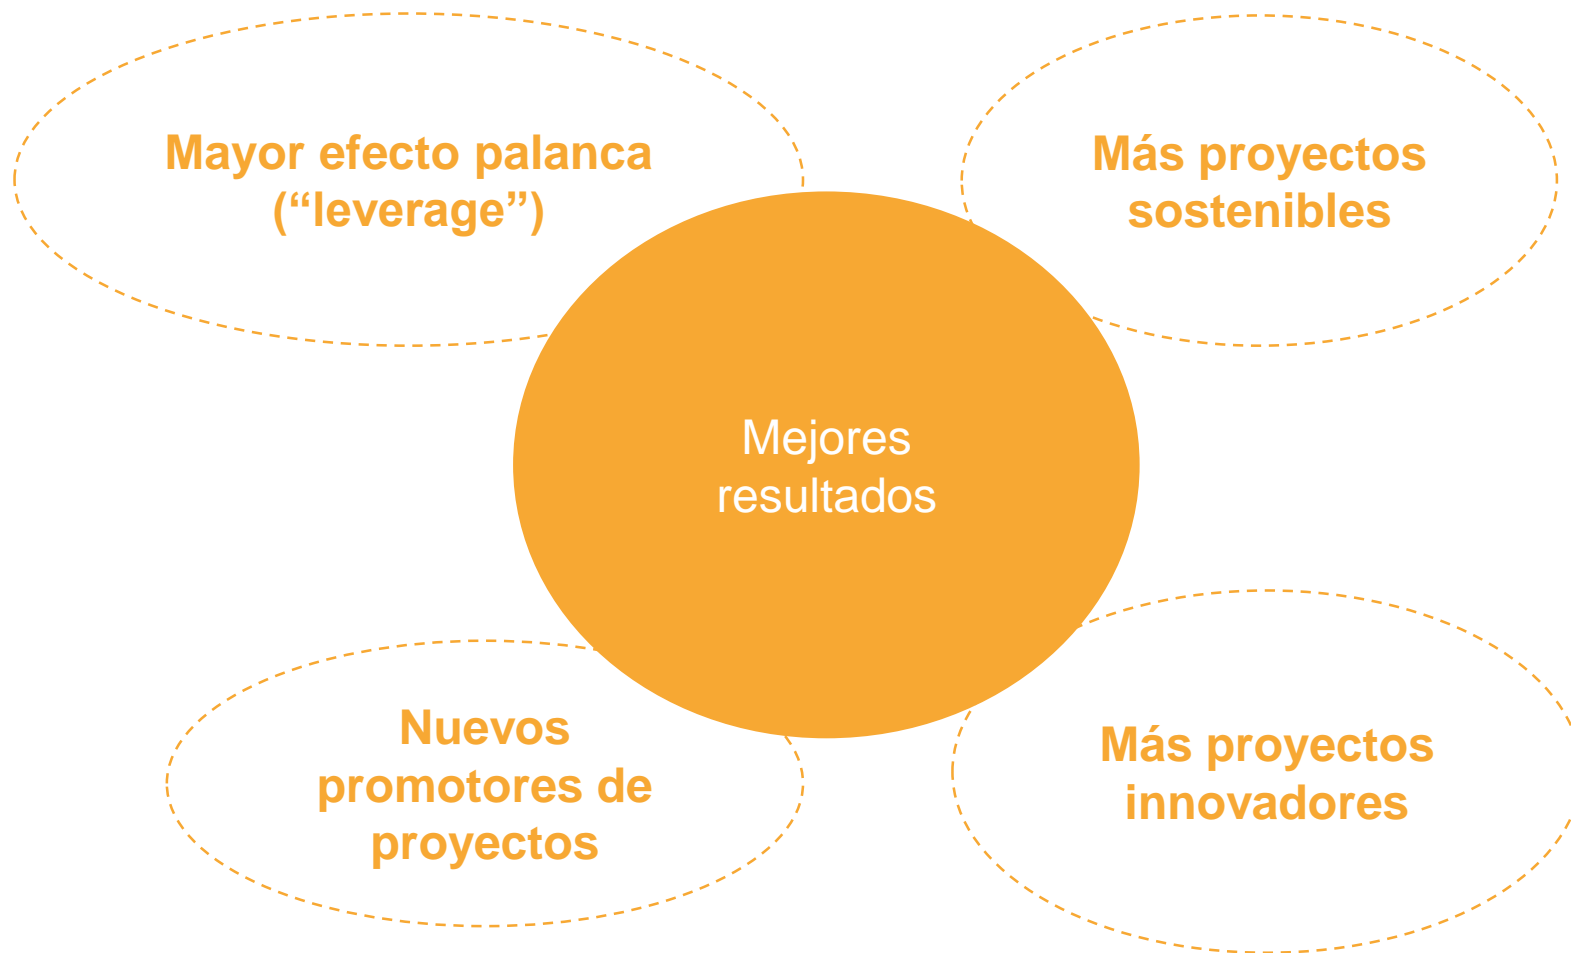 Mayor efecto palanca
(“leverage”)
Más proyectos
sostenibles
Mejores
resultados
Nuevos
promotores de
proyectos
Más proyectos
innovadores